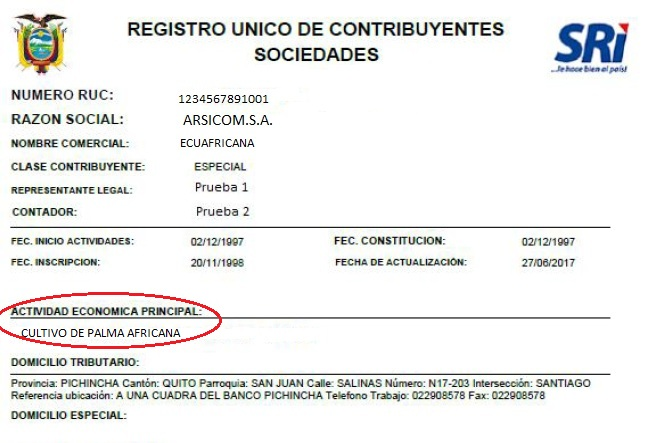 REGISTRO UNICO DE CONTRIBUYENTES
SOCIEDADES
SRi
...le hace bien al país!
NUMERO RUC: 1234567891001
RAZON SOCIAL: ARSICOM.S.A.
NOMBRE COMERCIAL: ECUAFRICANA
CLASE CONTRIBUYENTE: ESPECIAL
REPRESENTANTE LEGAL: Prueba 1
CONTADOR: Prueba 2
FEC. INICIO ACTIVIDADES: 02/12/1997 FEC. CONSTITUCION: 02/12/1997
FEC. INSCRIPCION: 20/11/1998 FECHA DE ACTUALIZACIÓN: 27/06/2017
ACTIVIDAD ECONOMICA PRINCIPAL:
CULTIVO DE PALMA AFRICANA
DOMICILIO TRIBUTARIO:
Provincia: PICHINCHA Cantón: QUITO Parroquia: SAN JUAN Calle: SALINAS Número: N17-203 Intersección: SANTIAGO
Referencia ubicación: A UNA CUADRA DEL BANCO PICHINCHA Telefono Trabajo: 022908578 Fax: 022908578
DOMICILIO ESPECIAL: